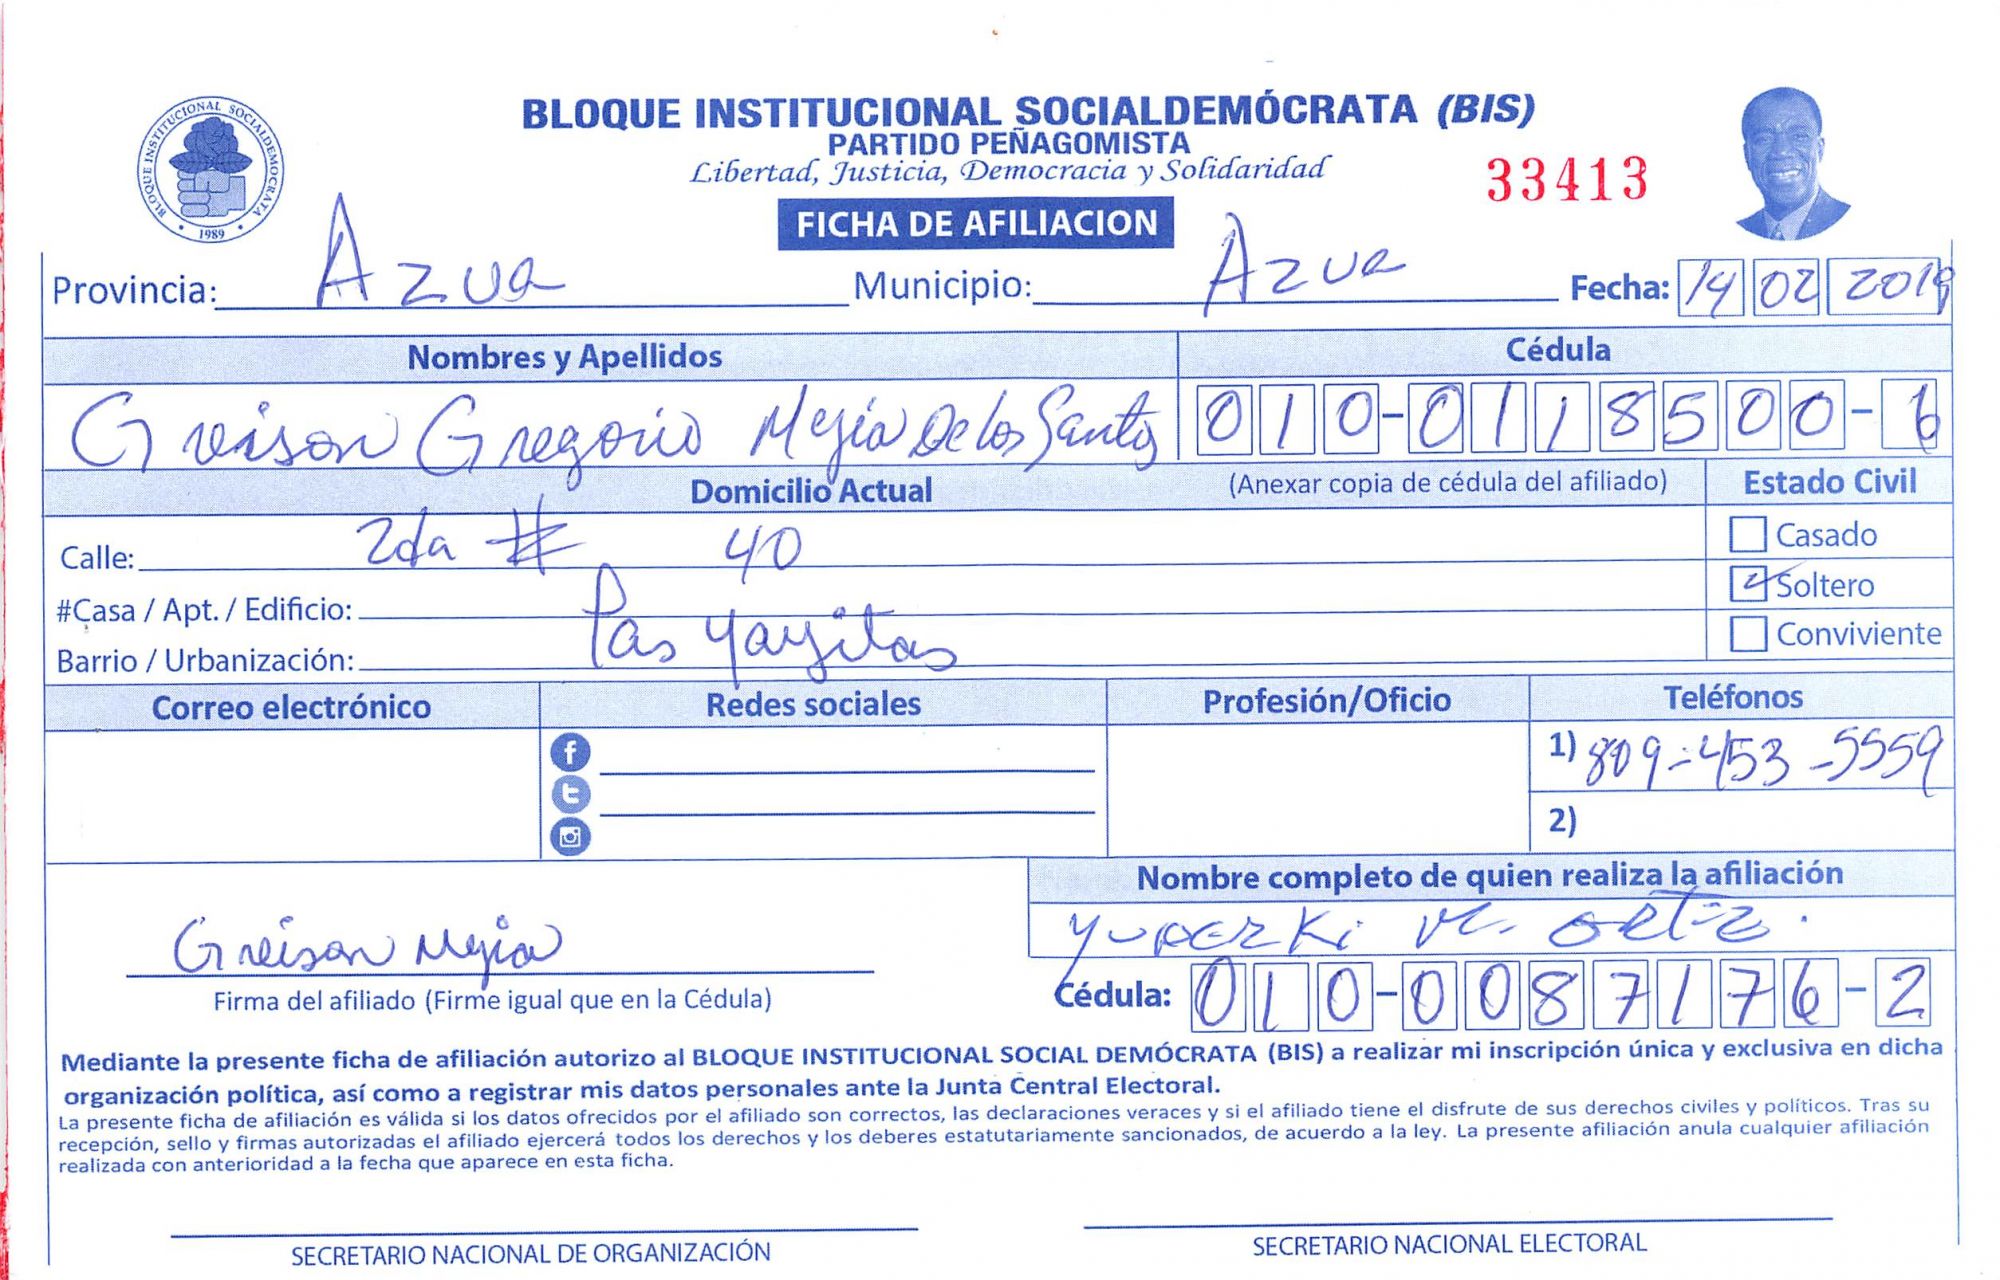 BLOQUE INSTITUCIONAL SOCIALDEMOCRATA
1989
BLOQUE INSTITUCIONAL SOCIALDEMÓCRATA (BIS)
PARTIDO PEÑAGOMISTA
Libertad, Justicia, Democracia y Solidaridad
33413
FICHA DE AFILIACION
Provincia: Azua Municipio: Azua Fecha: 14 02 2019
Nombres y Apellidos Cédula
Greison Gregorio Mejia De los Santos 010-0118500-6
Domicilio Actual (Anexar copia de cédula del afiliado) Estado Civil
Calle: 2da # 40 Casado
#Casa / Apt. / Edificio: Soltero
Barrio / Urbanización: Las Yayitas Conviviente
Correo electrónico Redes sociales Profesión/Oficio Teléfonos
1) 809-453-5559
2)
Nombre completo de quien realiza la afiliación
Greison Mejia M. Ortiz.
Firma del afiliado (Firme igual que en la Cédula) Cédula: 010-0087176-2
Mediante la presente ficha de afiliación autorizo al BLOQUE INSTITUCIONAL SOCIAL DEMÓCRATA (BIS) a realizar mi inscripción única y exclusiva en dicha
organización política, así como a registrar mis datos personales ante la Junta Central Electoral.
La presente ficha de afiliación es válida si los datos ofrecidos por el afiliado son correctos, las declaraciones veraces y si el afiliado tiene el disfrute de sus derechos civiles y políticos. Tras su
recepción, sello y firmas autorizadas el afiliado ejercerá todos los derechos y los deberes estatutariamente sancionados, de acuerdo a la ley. La presente afiliación anula cualquier afiliación
realizada con anterioridad a la fecha que aparece en esta ficha.
SECRETARIO NACIONAL DE ORGANIZACIÓN SECRETARIO NACIONAL ELECTORAL